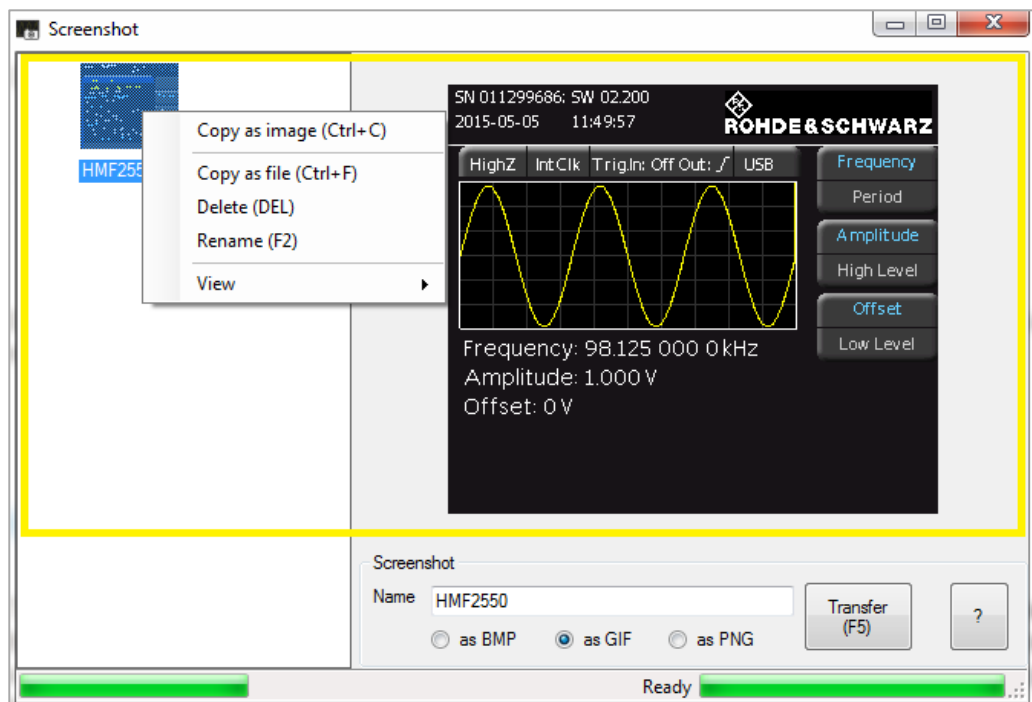 Screenshot
X
HMF255
Copy as image (Ctrl+C)
Copy as file (Ctrl+F)
Delete (DEL)
Rename (F2)
View
SN 011299686; SW 02.200
2015-05-05 11:49:57
ROHDE&SCHWARZ
HighZ IntClk Trig.In: Off Out: USB
Frequency
Period
Amplitude
High Level
Offset
Low Level
Frequency: 98.125 000 0 kHz
Amplitude: 1.000 V
Offset: 0 V
Screenshot
Name HMF2550
as BMP as GIF as PNG
Transfer
(F5)
?
Ready